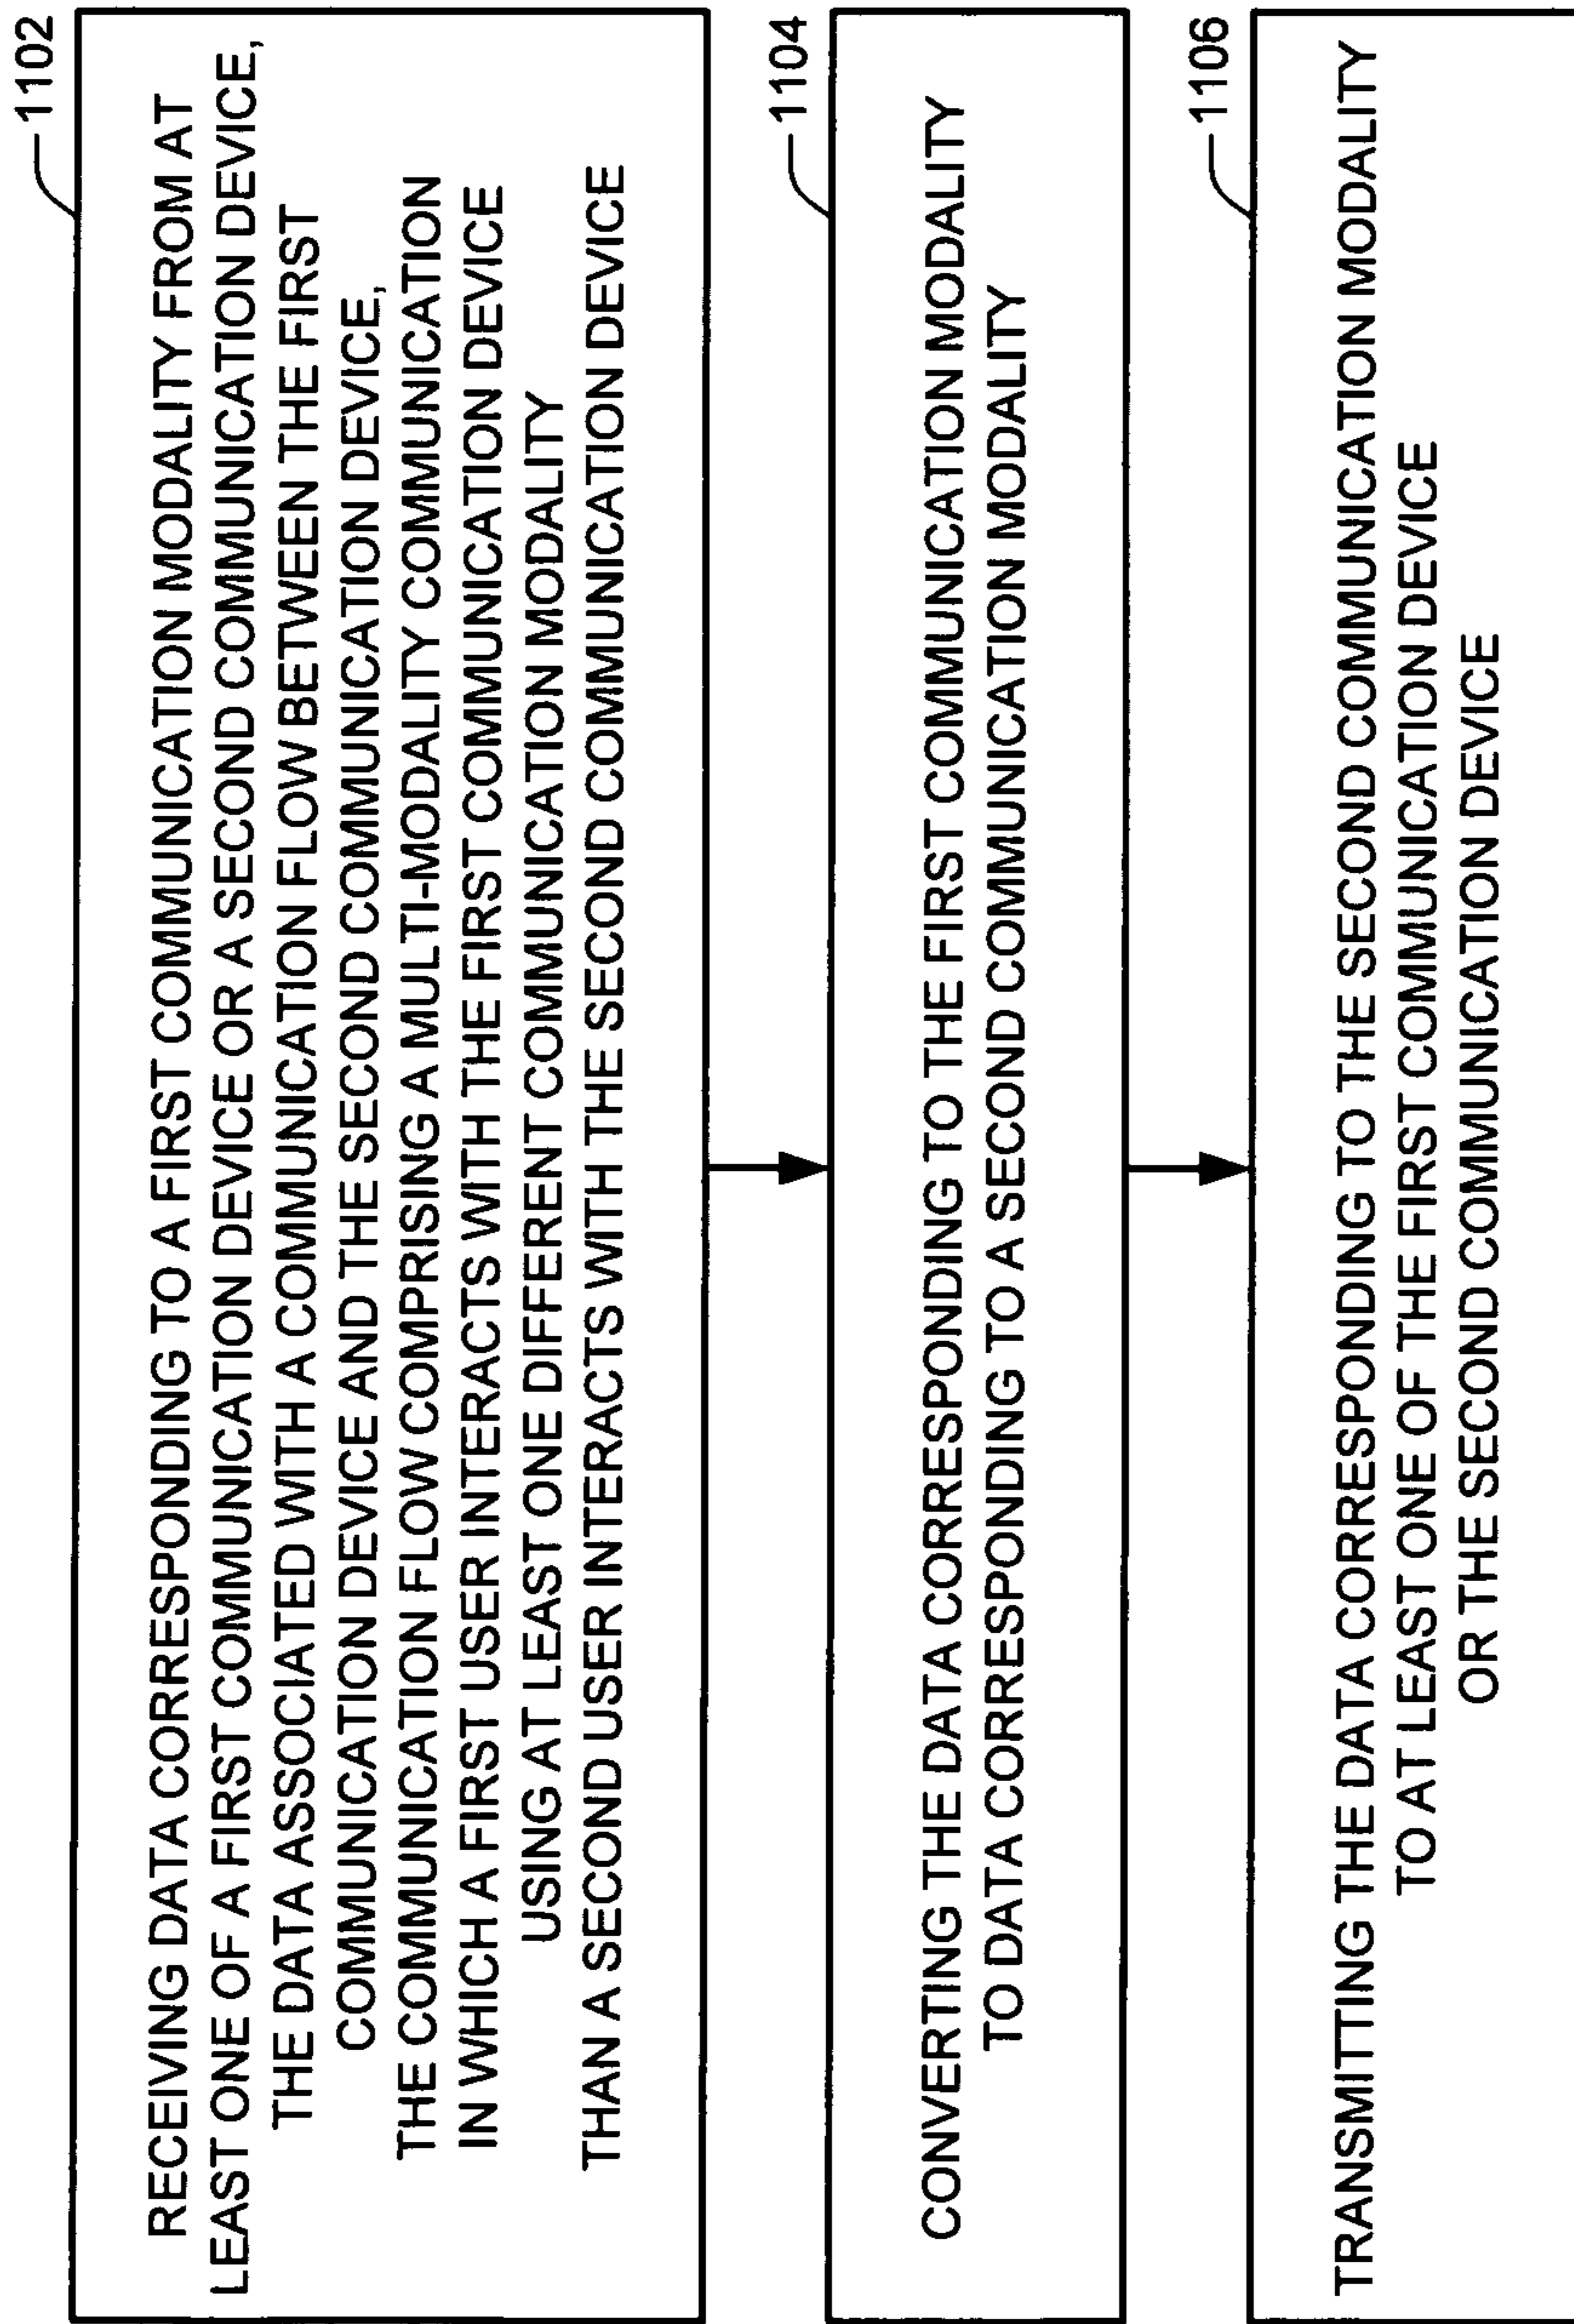 1102
RECEIVING DATA CORRESPONDING TO A FIRST COMMUNICATION MODALITY FROM AT
LEAST ONE OF A FIRST COMMUNICATION DEVICE OR A SECOND COMMUNICATION DEVICE,
THE DATA ASSOCIATED WITH A COMMUNICATION FLOW BETWEEN THE FIRST
COMMUNICATION DEVICE AND THE SECOND COMMUNICATION DEVICE,
THE COMMUNICATION FLOW COMPRISING A MULTI-MODALITY COMMUNICATION
IN WHICH A FIRST USER INTERACTS WITH THE FIRST COMMUNICATION DEVICE
USING AT LEAST ONE DIFFERENT COMMUNICATION MODALITY
THAN A SECOND USER INTERACTS WITH THE SECOND COMMUNICATION DEVICE
1104
CONVERTING THE DATA CORRESPONDING TO THE FIRST COMMUNICATION MODALITY
TO DATA CORRESPONDING TO A SECOND COMMUNICATION MODALITY
1106
TRANSMITTING THE DATA CORRESPONDING TO THE SECOND COMMUNICATION MODALITY
TO AT LEAST ONE OF THE FIRST COMMUNICATION DEVICE
OR THE SECOND COMMUNICATION DEVICE